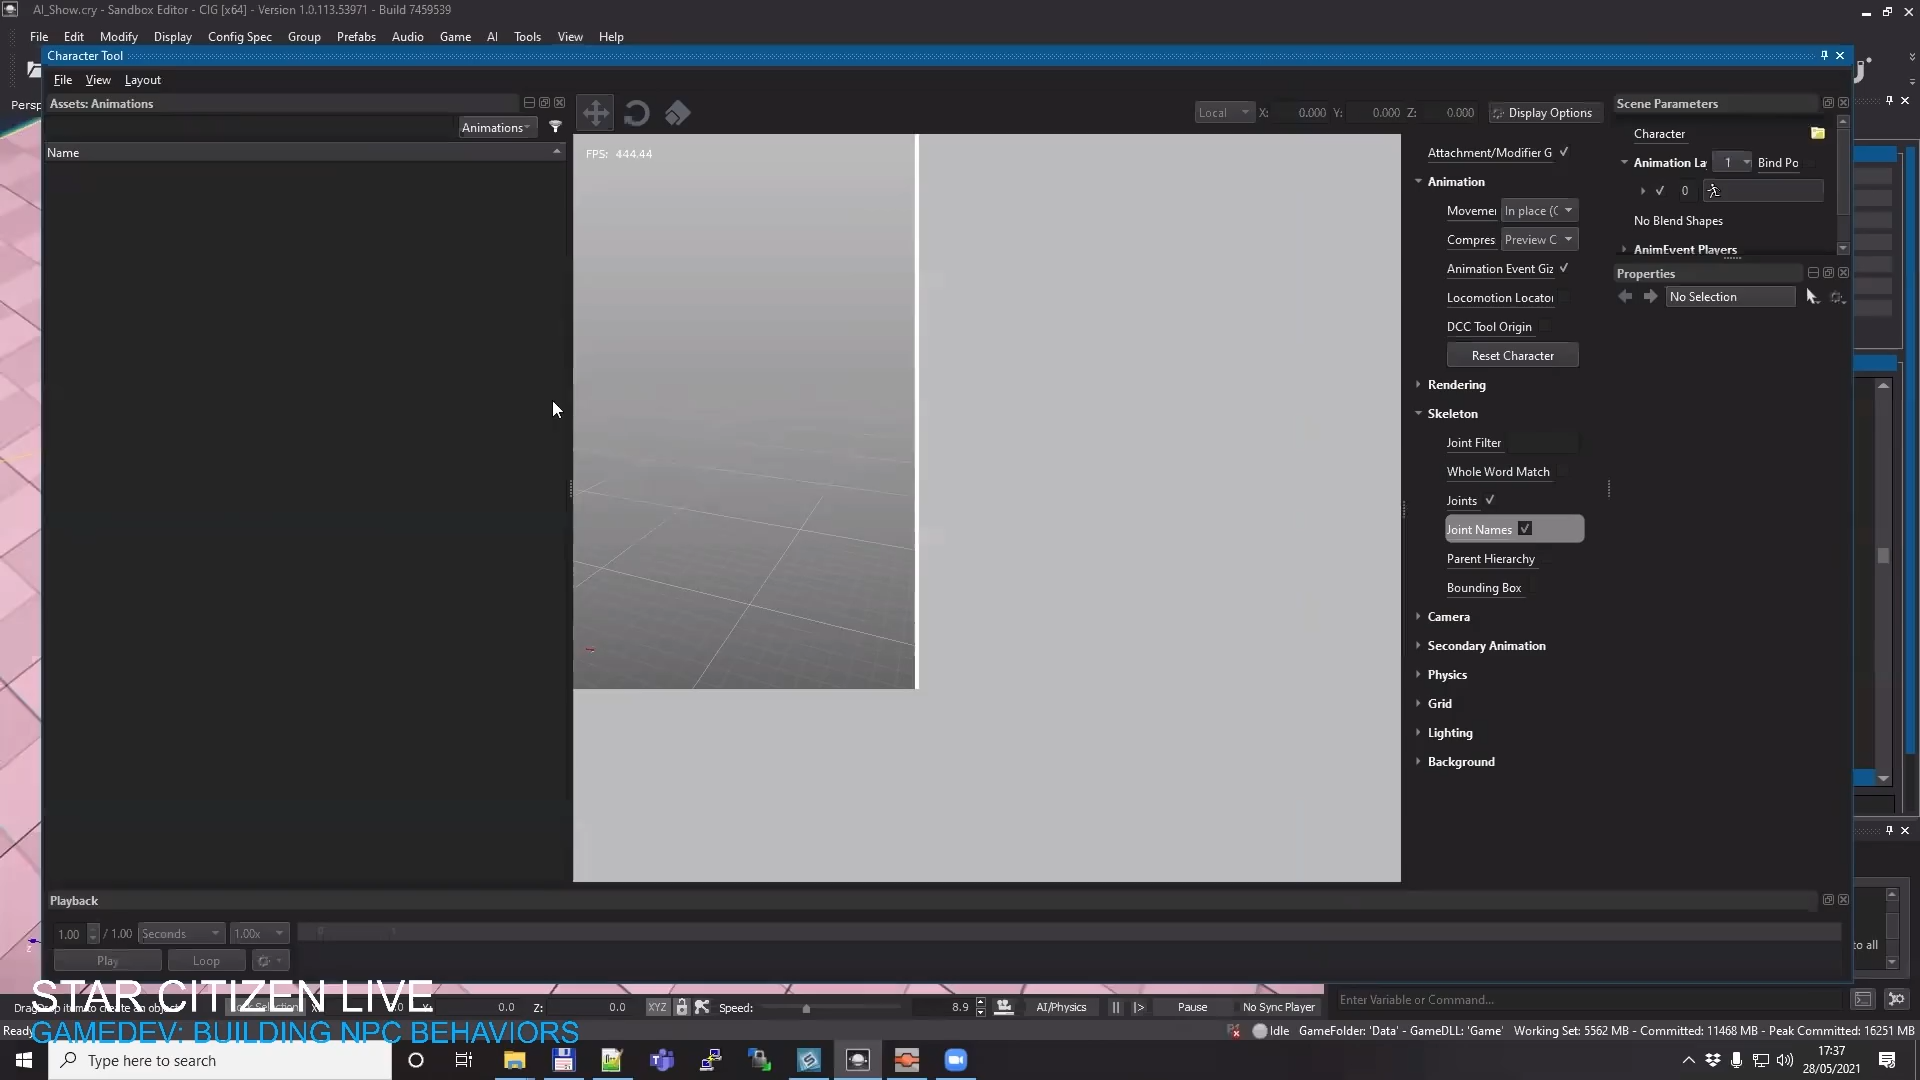 AI_Show.cry - Sandbox Editor - CIG [x64] - Version 1.0.113.53971 - Build 7459539
File Edit Modify Display Config Spec Group Prefabs Audio Game AI Tools View Help
Character Tool
File View Layout
Persp
Assets: Animations
Animations
Name
Local X: 0.000 Y: 0.000 Z: 0.000 Display Options
FPS: 444.44
Attachment/Modifier G
Animation
Movemer In place (
Compres Preview C
Animation Event Giz
Locomotion Locator
DCC Tool Origin
Reset Character
Rendering
Skeleton
Joint Filter
Whole Word Match
Joints
Joint Names
Parent Hierarchy
Bounding Box
Camera
Secondary Animation
Physics
Grid
Lighting
Background
Scene Parameters
Character
Animation La 1 Bind Po
0
No Blend Shapes
AnimEvent Players
Properties
No Selection
Playback
1.00 / 1.00 Seconds 1.00x
Play Loop
to all
STAR CITIZEN LIVE
0.0 Z: 0.0 XYZ Speed: 8.9 AI/Physics Pause No Sync Player Enter Variable or Command...
GAMEDEV: BUILDING NPC BEHAVIORS
Ready
Idle GameFolder: 'Data' - GameDLL: 'Game' Working Set: 5562 MB - Committed: 11468 MB - Peak Committed: 16251 MB
Type here to search
17:37
28/05/2021